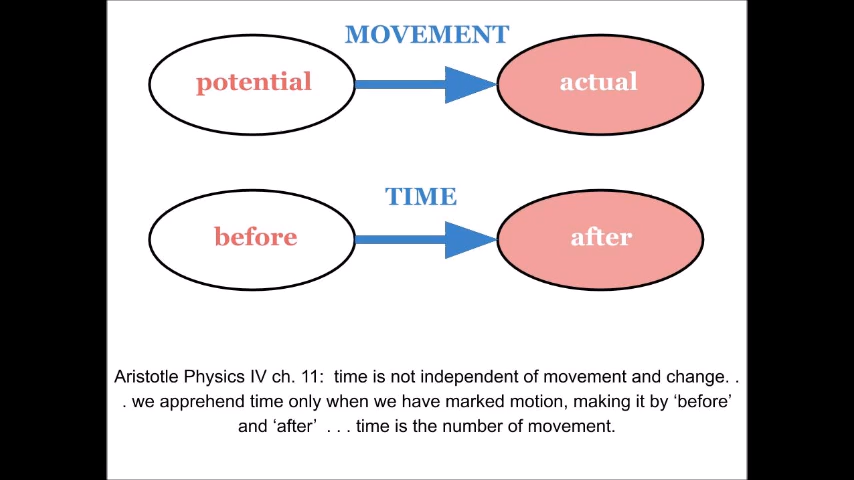 MOVEMENT
potential
actual
TIME
before
after
Aristotle Physics IV ch. 11:  time is not independent of movement and change. .
. we apprehend time only when we have marked motion, making it by ‘before’
and ‘after’  . . . time is the number of movement.